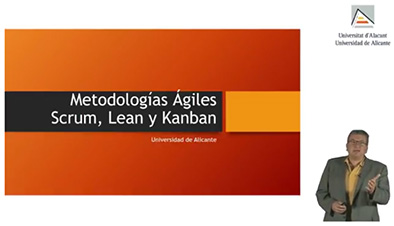 Metodologías Ágiles
Scrum, Lean y Kanban
Universidad de Alicante
Universitat d'Alacant
Universidad de Alicante